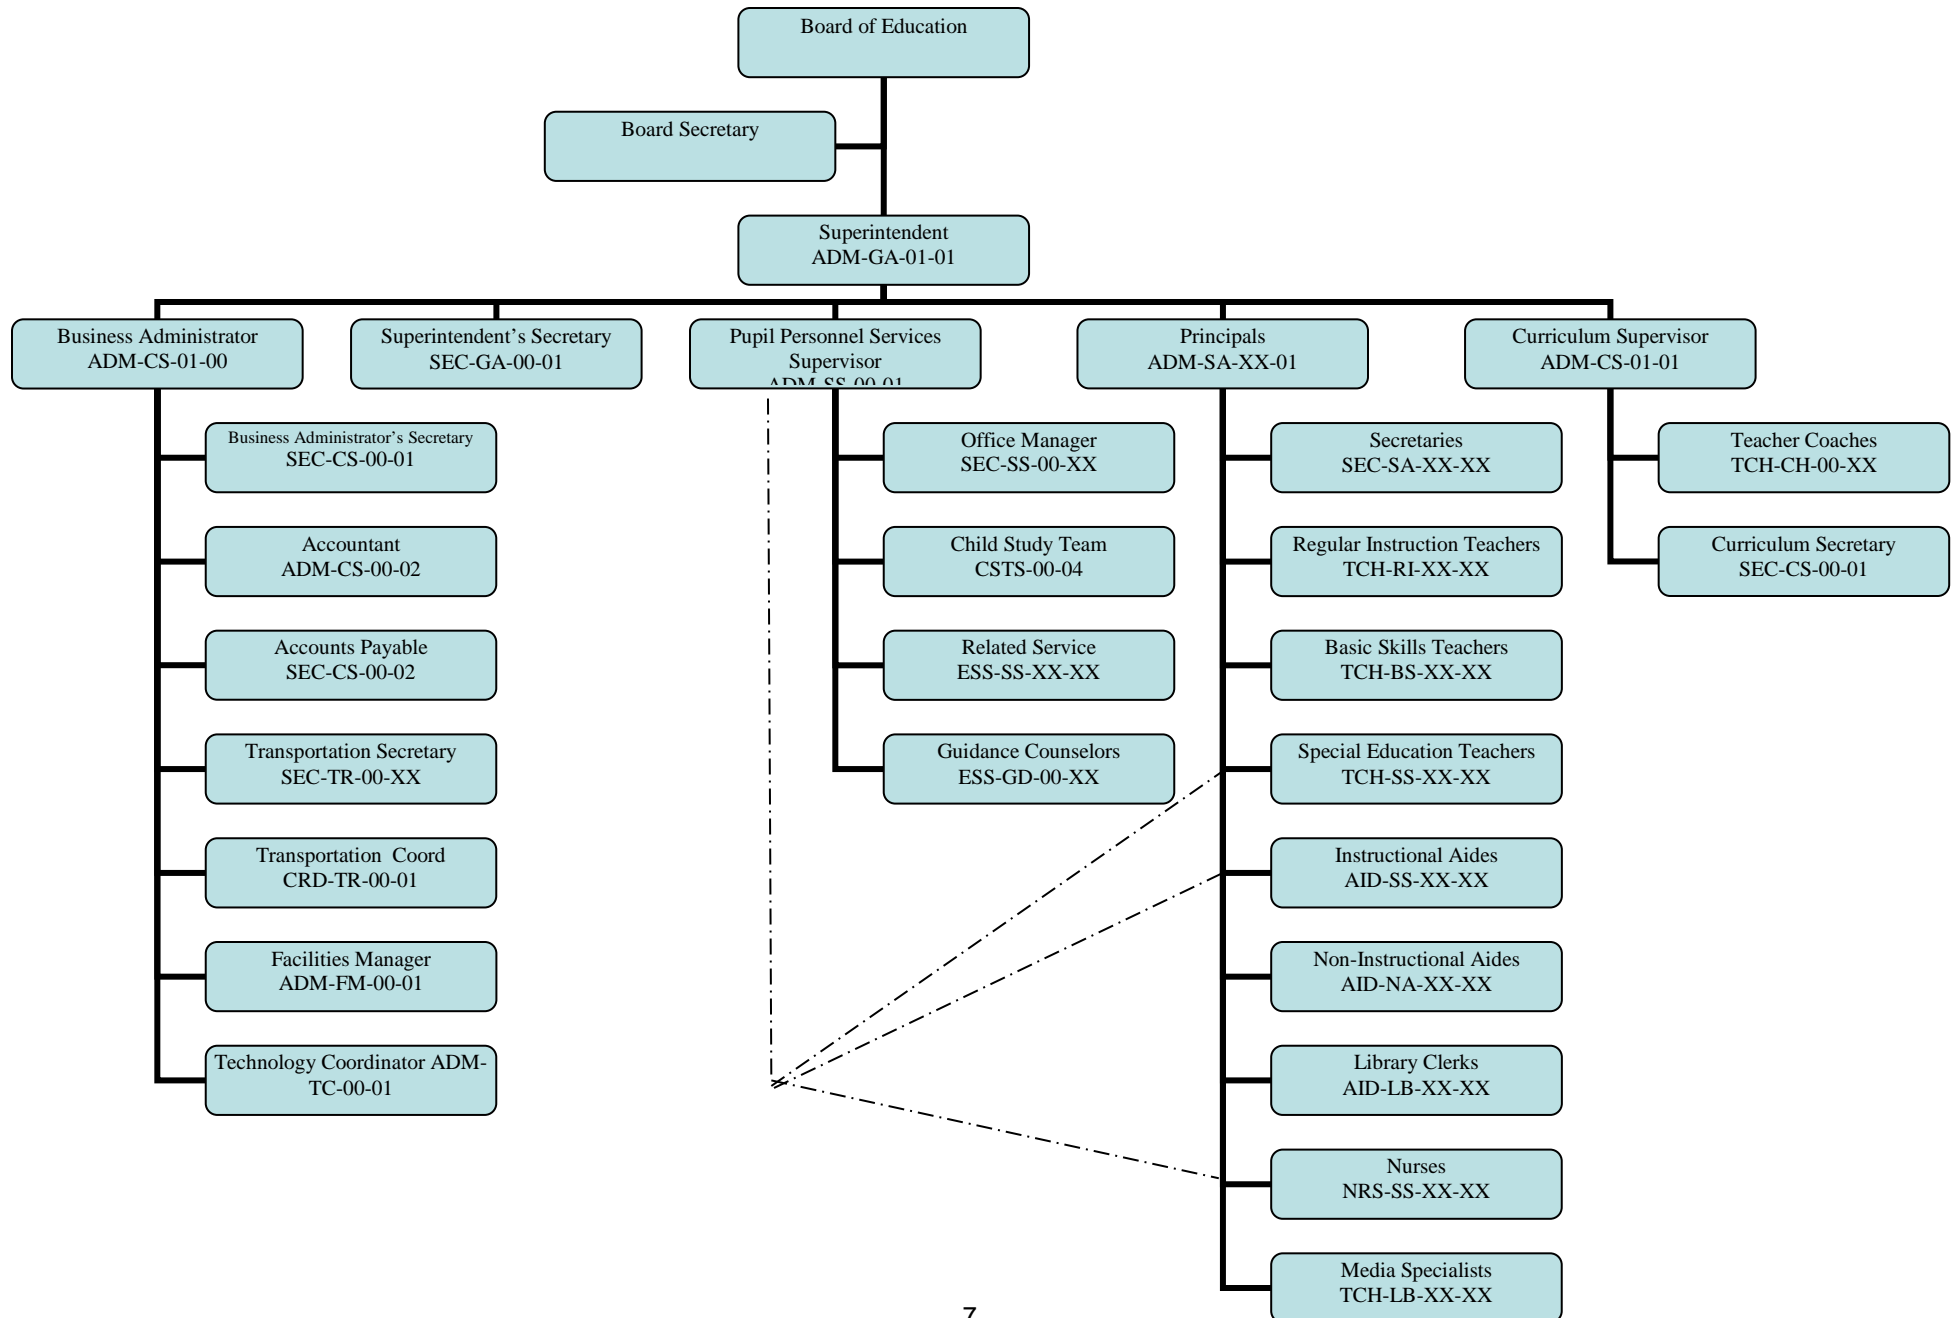 Board of Education
Board Secretary
Superintendent
ADM-GA-01-01
Business Administrator
ADM-CS-01-00
Superintendent’s Secretary
SEC-GA-00-01
Pupil Personnel Services
Supervisor
ADM-SS-00-01
Principals
ADM-SA-XX-01
Curriculum Supervisor
ADM-CS-01-01
Business Administrator’s Secretary
SEC-CS-00-01
Accountant
ADM-CS-00-02
Accounts Payable
SEC-CS-00-02
Transportation Secretary
SEC-TR-00-XX
Transportation  Coord
CRD-TR-00-01
Facilities Manager
ADM-FM-00-01
Technology Coordinator ADM-
TC-00-01
Office Manager
SEC-SS-00-XX
Child Study Team
CSTS-00-04
Related Service
ESS-SS-XX-XX
Guidance Counselors
ESS-GD-00-XX
Secretaries
SEC-SA-XX-XX
Regular Instruction Teachers
TCH-RI-XX-XX
Basic Skills Teachers
TCH-BS-XX-XX
Special Education Teachers
TCH-SS-XX-XX
Instructional Aides
AID-SS-XX-XX
Non-Instructional Aides
AID-NA-XX-XX
Library Clerks
AID-LB-XX-XX
Nurses
NRS-SS-XX-XX
Media Specialists
TCH-LB-XX-XX
Teacher Coaches
TCH-CH-00-XX
Curriculum Secretary
SEC-CS-00-01
7